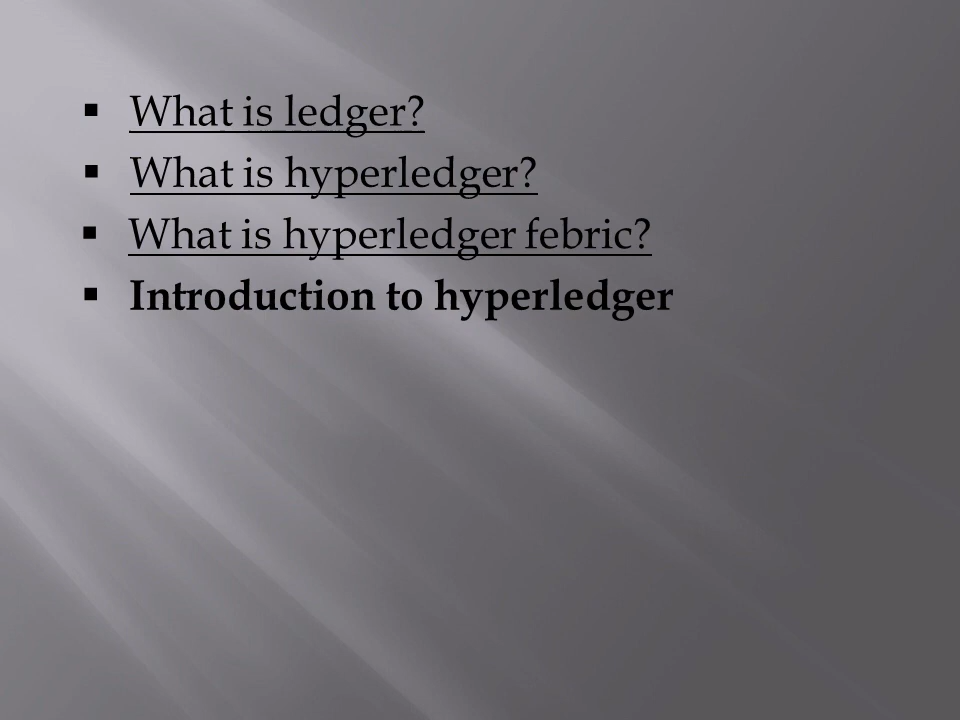 ▪ What is ledger?
▪ What is hyperledger?
▪ What is hyperledger febric?
▪ Introduction to hyperledger